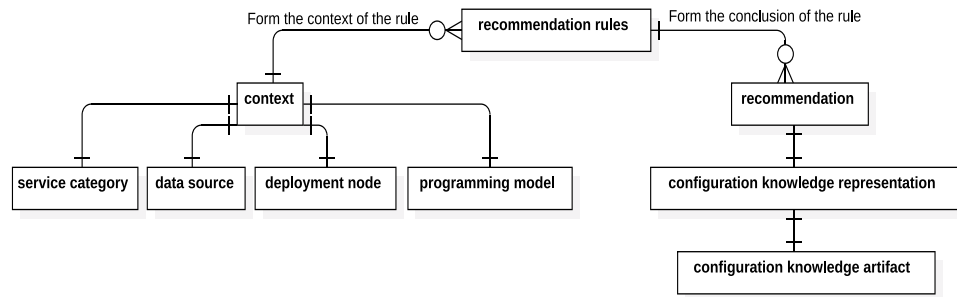 Form the context of the rule
recommendation rules
Form the conclusion of the rule
context
recommendation
service category
data source
deployment node
programming model
configuration knowledge representation
configuration knowledge artifact